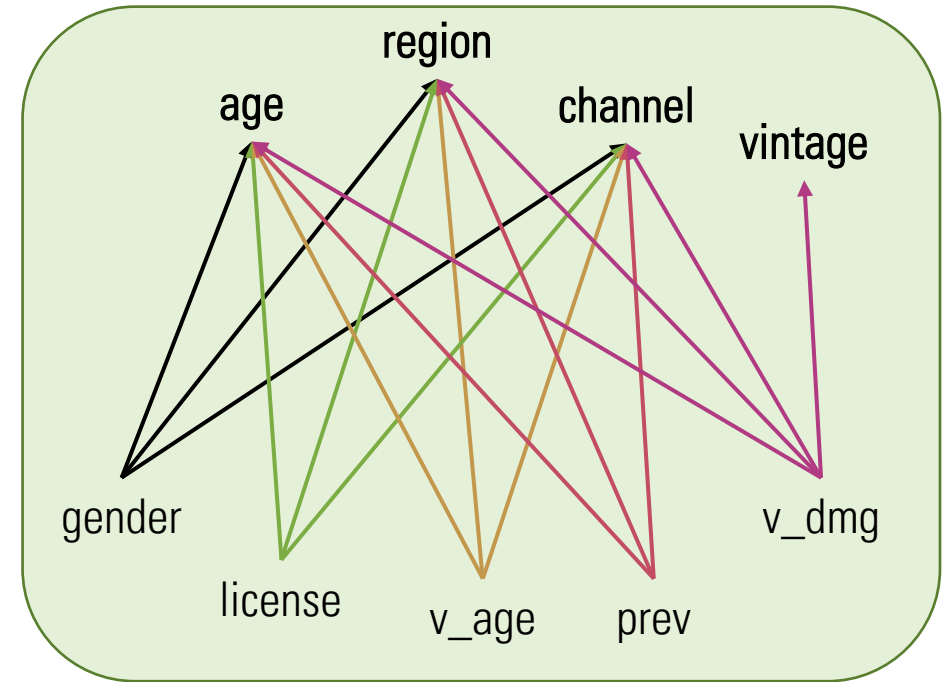 region
age
channel
vintage
gender
v_dmg
license
v_age
prev